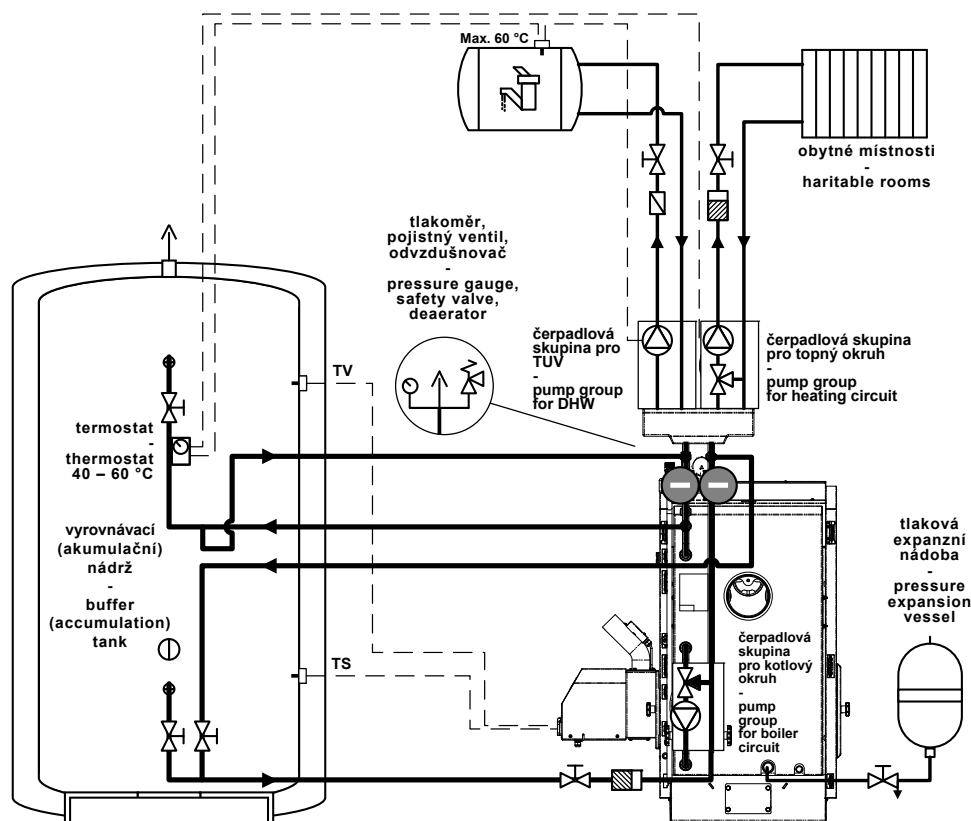 Max. 60 °C
obytné místnosti
-
haritable rooms
tlakoměr,
pojistný ventil,
odvzdušnovač
-
pressure gauge,
safety valve,
deaerator
čerpadlová
skupina pro
TUV
-
pump group
for DHW
čerpadlová skupina
pro topný okruh
-
pump group
for heating circuit
TV
termostat
-
thermostat
40 – 60 °C
vyrovnávací
(akumulační)
nádrž
-
buffer
(accumulation)
tank
TS
čerpadlová
skupina
pro kotlový
okruh
-
pump
group
for boiler
circuit
tlaková
expanzní
nádoba
-
pressure
expansion
vessel